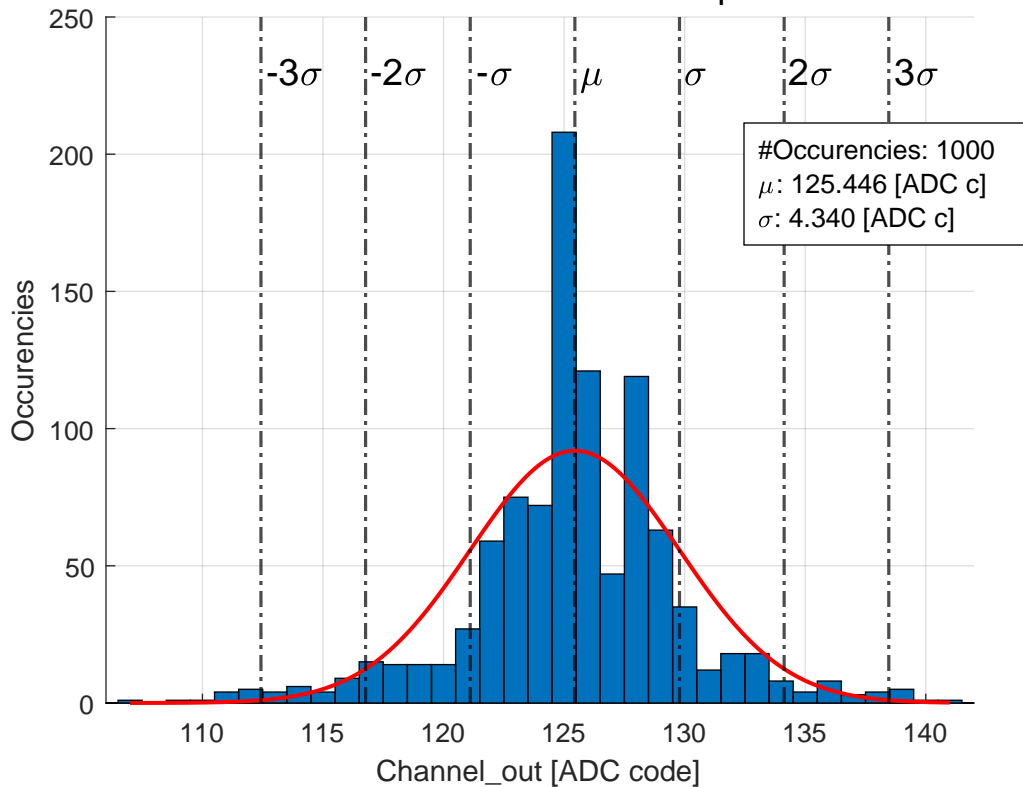 250
200
150
100
50
0
-3σ
-2σ
-σ
μ
σ
2σ
3σ
#Occurencies: 1000
μ: 125.446 [ADC c]
σ: 4.340 [ADC c]
Occurencies
110
115
120
125
130
135
140
Channel_out [ADC code]